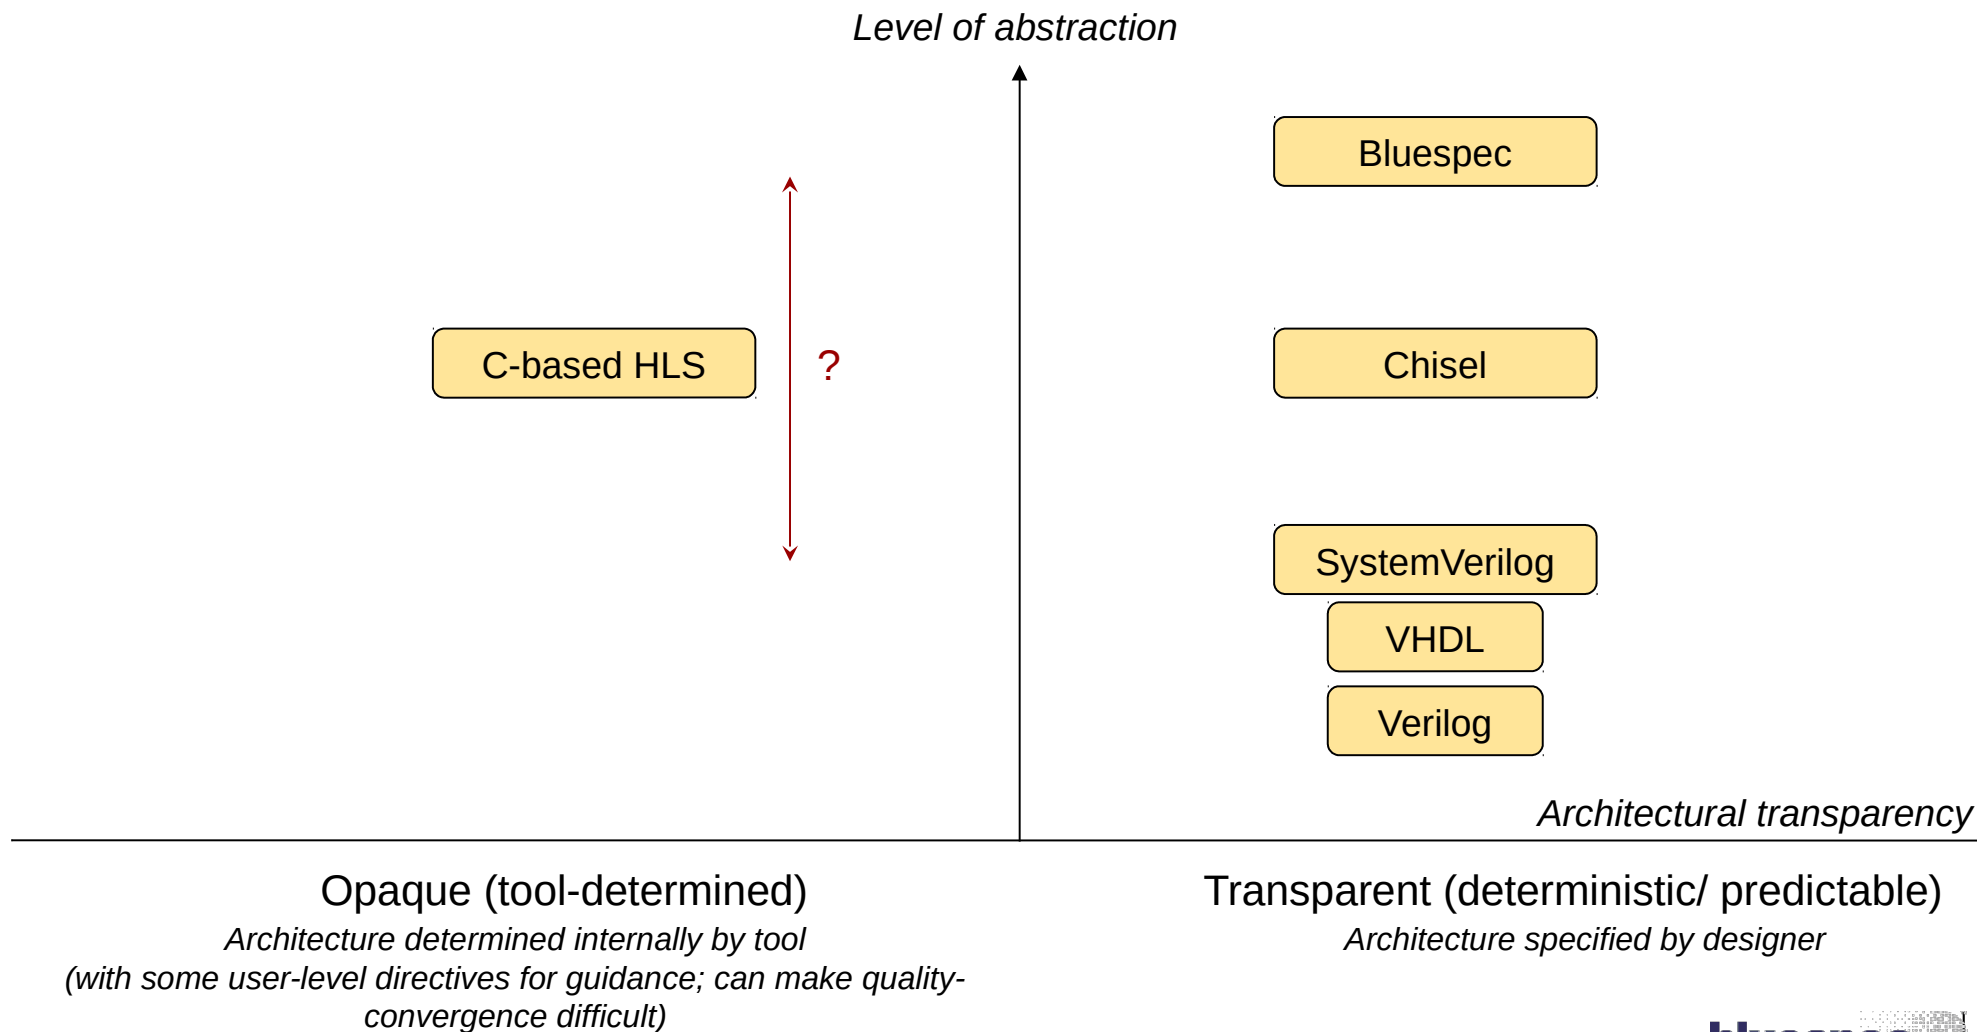 Level of abstraction
Bluespec
C-based HLS
?
Chisel
SystemVerilog
VHDL
Verilog
Architectural transparency
Opaque (tool-determined)
Architecture determined internally by tool
(with some user-level directives for guidance; can make quality-
convergence difficult)
Transparent (deterministic/ predictable)
Architecture specified by designer